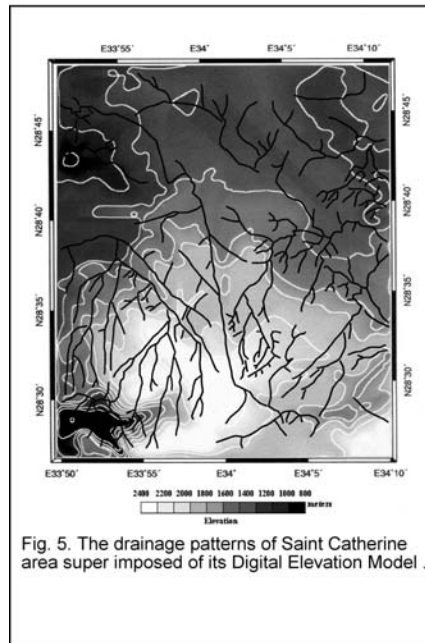 E33°55' E34° E34°5' E34°10'
N28°45' N28°45'
N28°40' N28°40'
N28°35' N28°35'
N28°30' N28°30'
E33°50' E33°55' E34° E34°5' E34°10'
2400 2200 2000 1800 1600 1400 1200 1000 800
meters
Elevation
Fig. 5. The drainage patterns of Saint Catherine
area super imposed of its Digital Elevation Model .